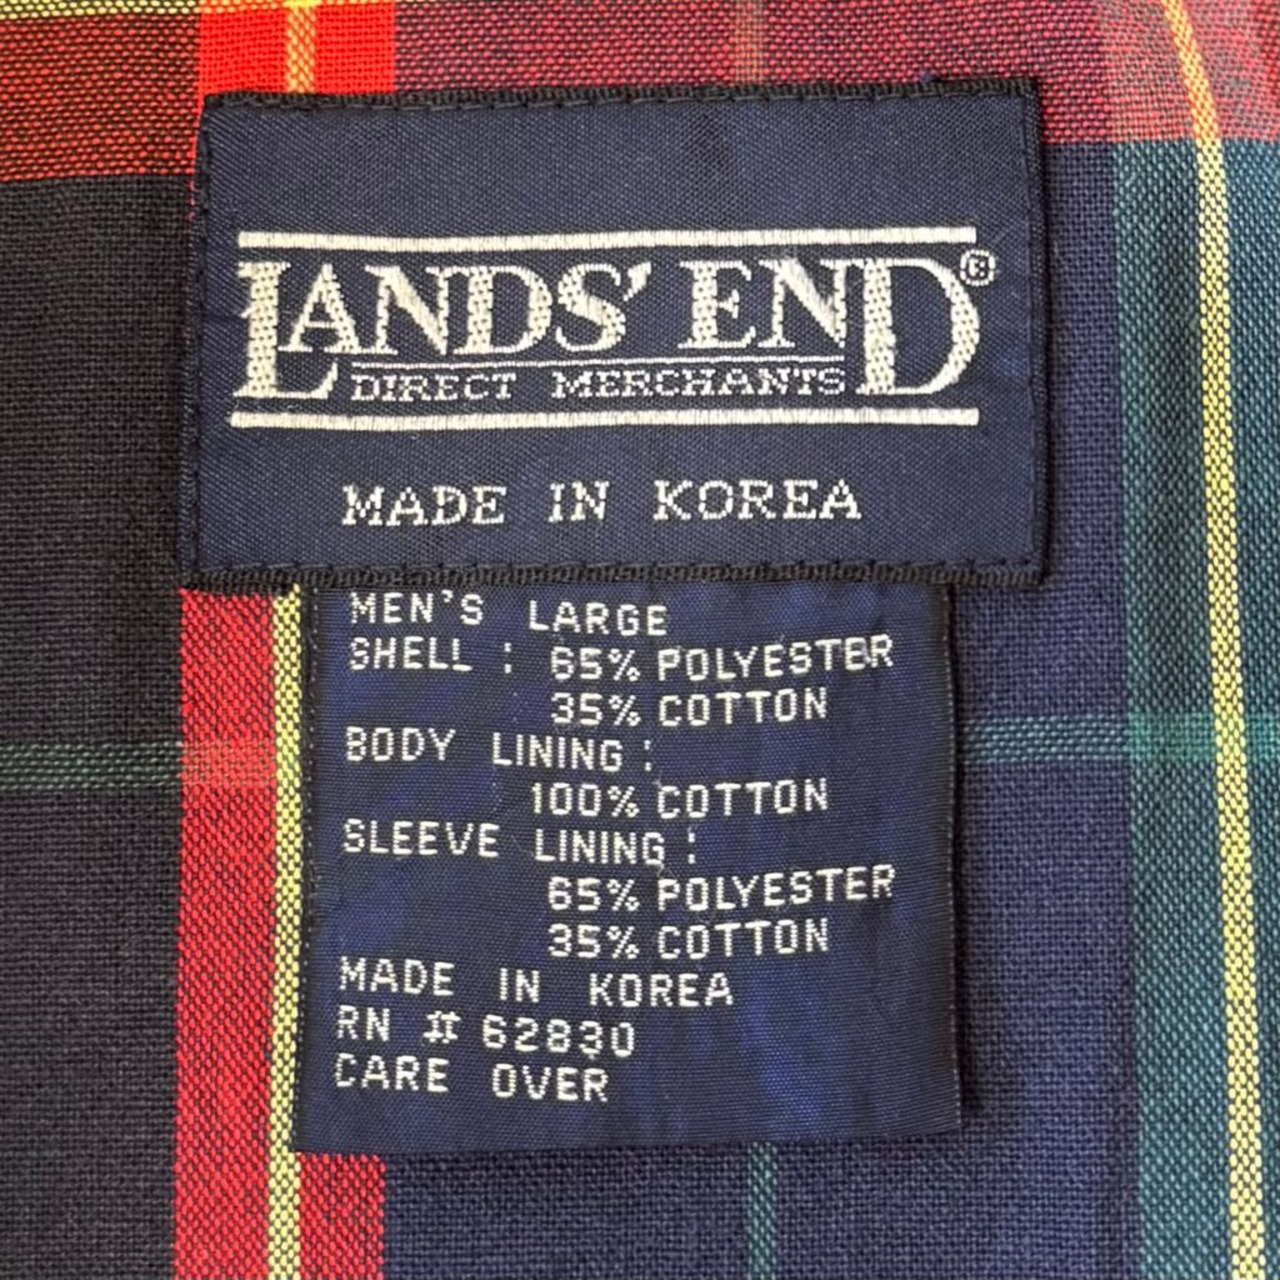 LANDS' END®
DIRECT MERCHANTS
MADE IN KOREA
MEN'S LARGE
SHELL : 65% POLYESTER
35% COTTON
BODY LINING :
100% COTTON
SLEEVE LINING :
65% POLYESTER
35% COTTON
MADE IN KOREA
RN # 62830
CARE OVER